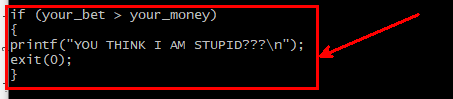 if (your_bet > your_money)
{
printf("YOU THINK I AM STUPID???\n");
exit(0);
}